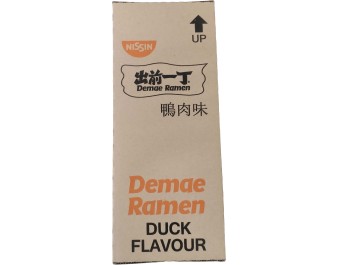 NISSIN
UP
出前一丁
Demae Ramen
鴨肉味
Demae
Ramen
DUCK
FLAVOUR